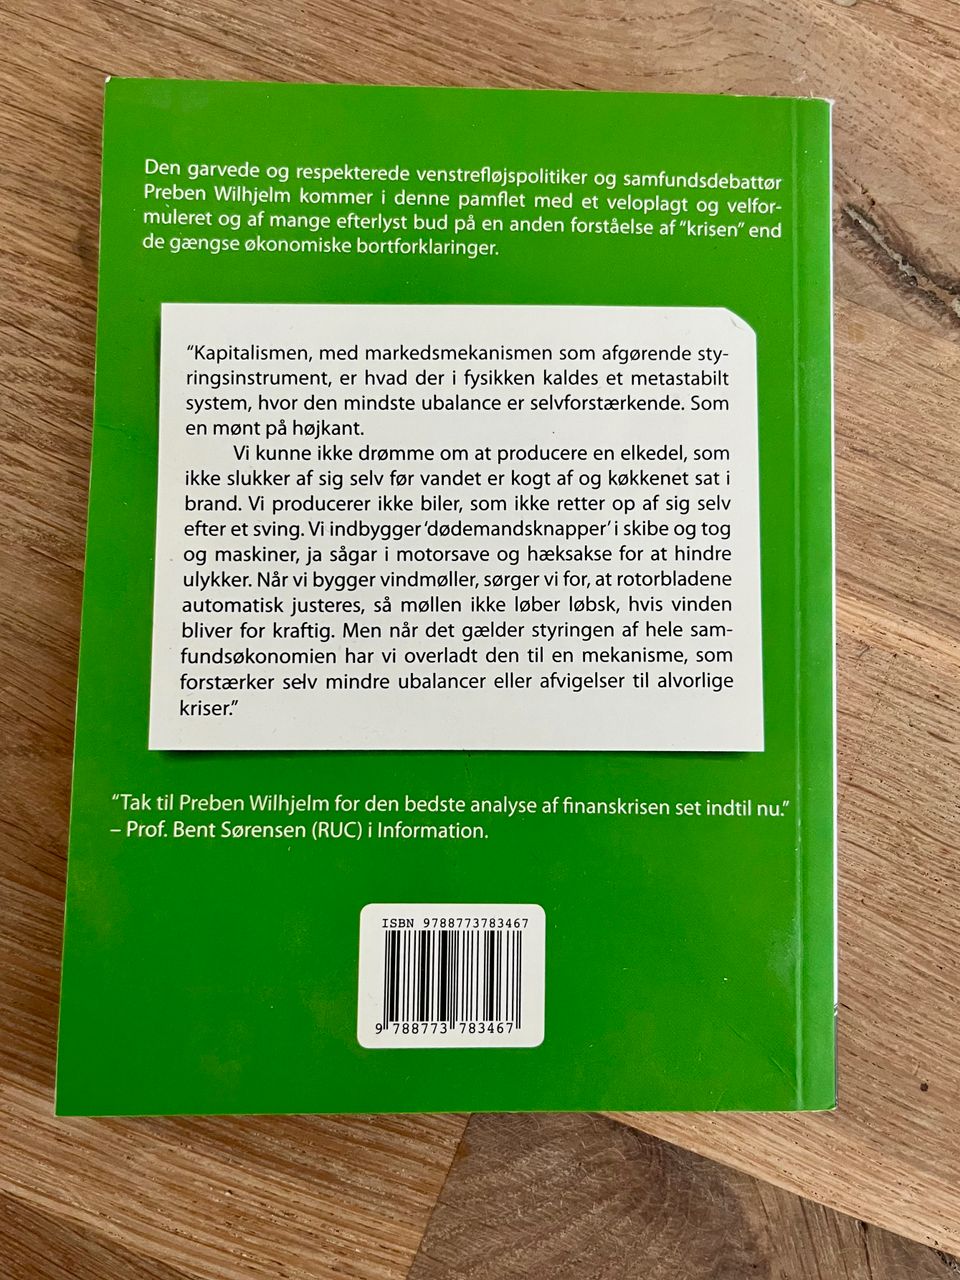 Den garvede og respekterede venstrefløjspolitiker og samfundsdebattør
Preben Wilhjelm kommer i denne pamflet med et veloplagt og velfor-
muleret og af mange efterlyst bud på en anden forståelse af "krisen" end
de gængse økonomiske bortforklaringer.
"Kapitalismen, med markedsmekanismen som afgørende sty-
ringsinstrument, er hvad der i fysikken kaldes et metastabilt
system, hvor den mindste ubalance er selvforstærkende. Som
en mønt på højkant.
Vi kunne ikke drømme om at producere en elkedel, som
ikke slukker af sig selv før vandet er kogt af og køkkenet sat i
brand. Vi producerer ikke biler, som ikke retter op af sig selv
efter et sving. Vi indbygger 'dødemandsknapper' i skibe og tog
og maskiner, ja sågar i motorsave og hæksakse for at hindre
ulykker. Når vi bygger vindmøller, sørger vi for, at rotorbladene
automatisk justeres, så møllen ikke løber løbsk, hvis vinden
bliver for kraftig. Men når det gælder styringen af hele sam-
fundsøkonomien har vi overladt den til en mekanisme, som
forstærker selv mindre ubalancer eller afvigelser til alvorlige
kriser."
"Tak til Preben Wilhjelm for den bedste analyse af finanskrisen set indtil nu."
– Prof. Bent Sørensen (RUC) i Information.
ISBN 9788773783467
9 788773 783467